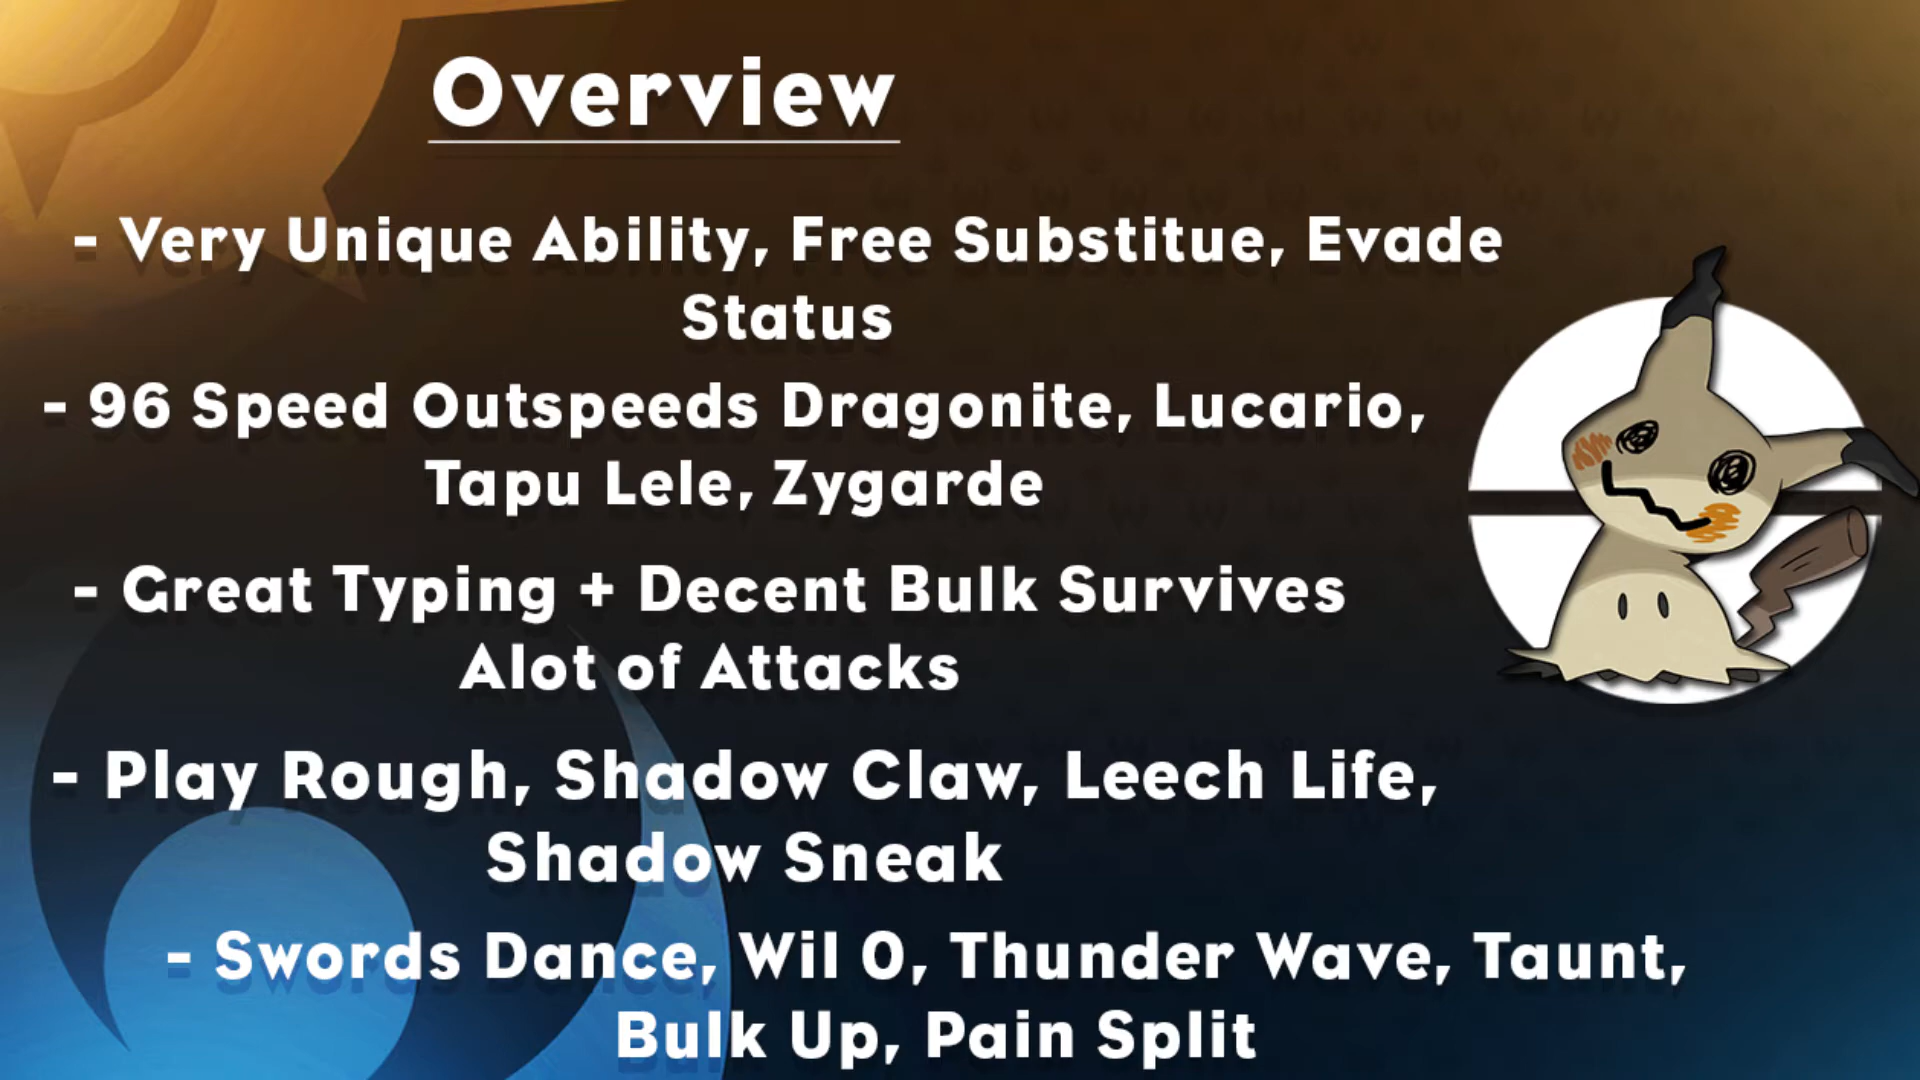 Overview
- Very Unique Ability, Free Substitue, Evade
Status
- 96 Speed Outspeeds Dragonite, Lucario,
Tapu Lele, Zygarde
- Great Typing + Decent Bulk Survives
Alot of Attacks
- Play Rough, Shadow Claw, Leech Life,
Shadow Sneak
- Swords Dance, Wil O, Thunder Wave, Taunt,
Bulk Up, Pain Split